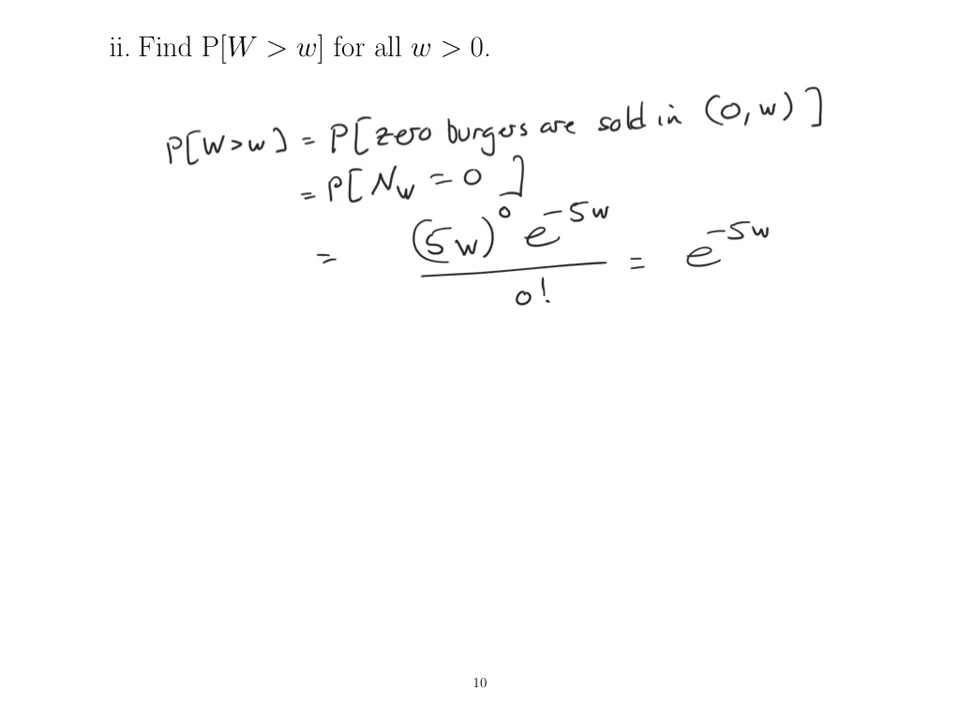 ii. Find P[W > w] for all w > 0.
P[W>w] = P[zero burgers are sold in (0,w)]
= P[N_w = 0]
= (5w)^0 e^{-5w} / 0! = e^{-5w}
10